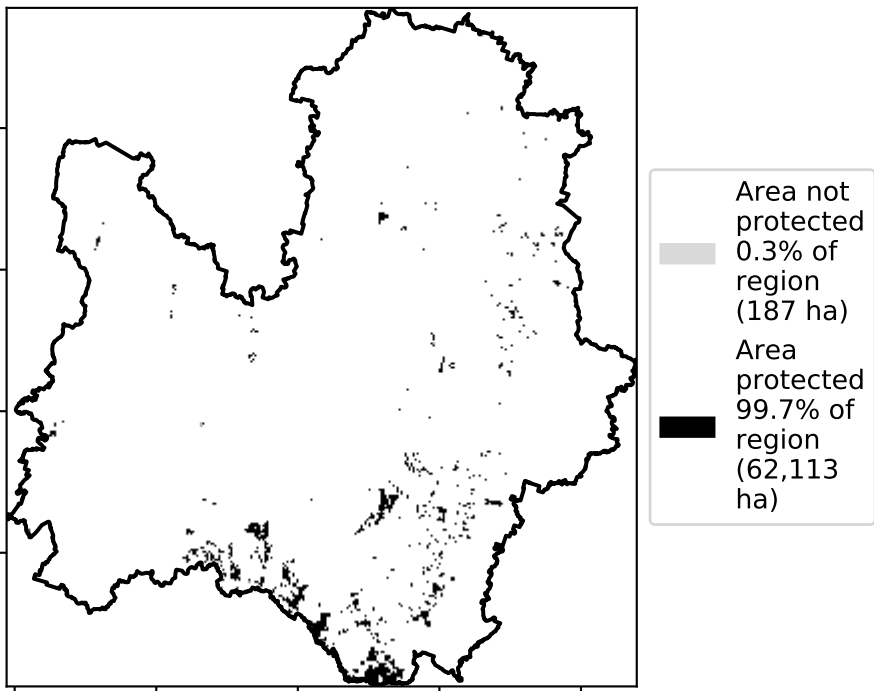 Area not
protected
0.3% of
region
(187 ha)
Area
protected
99.7% of
region
(62,113
ha)